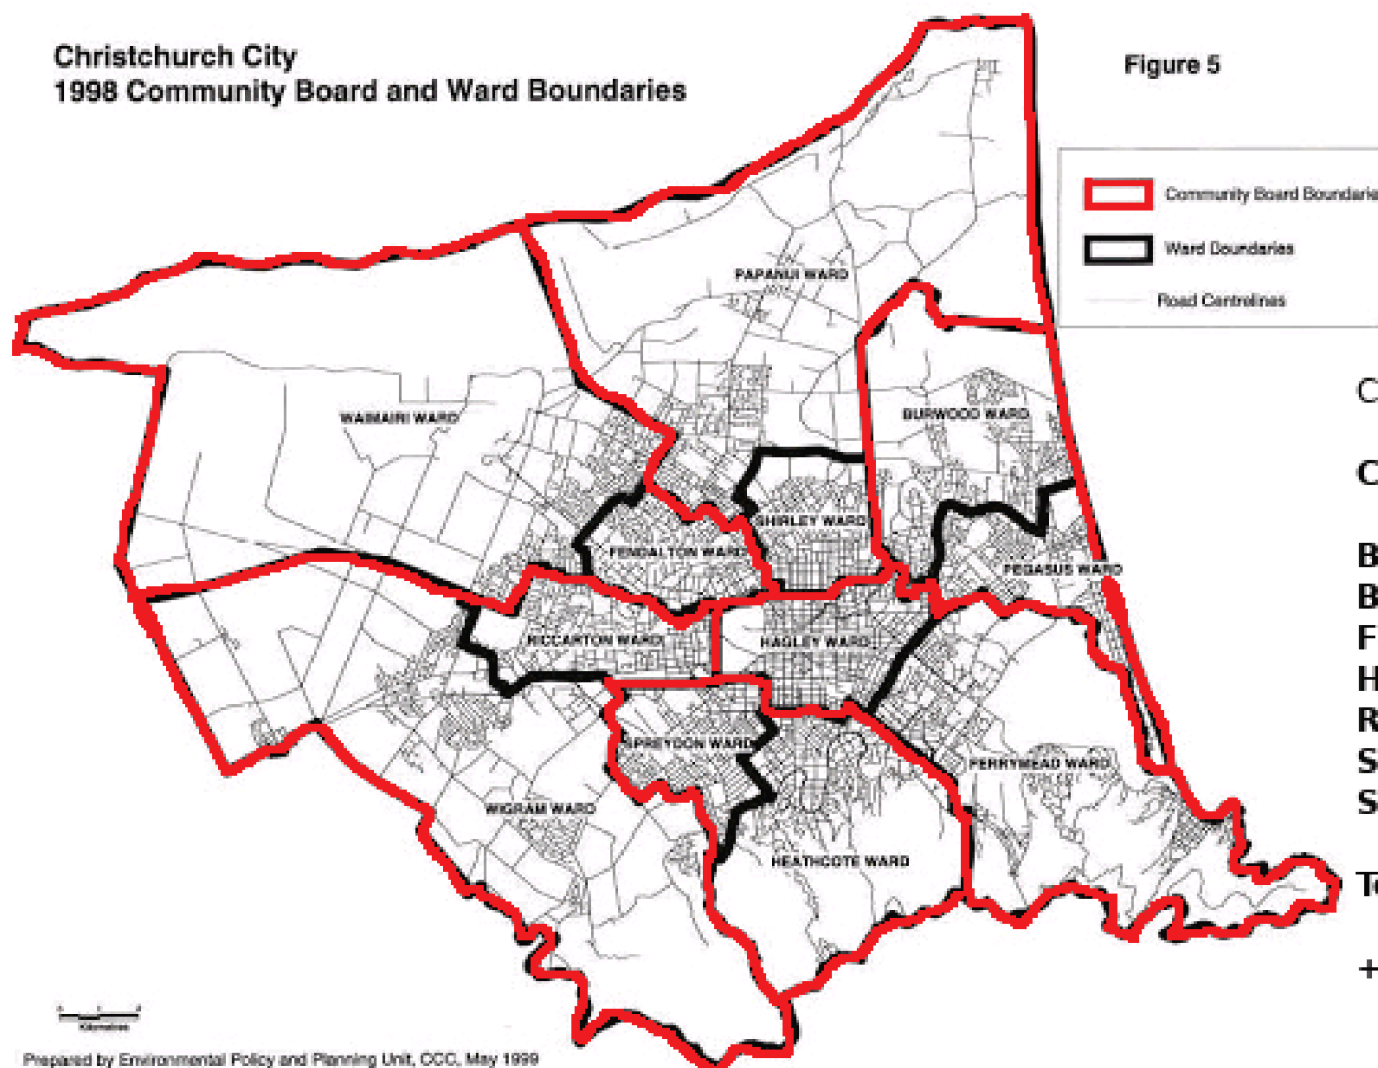 Christchurch City
1998 Community Board and Ward Boundaries
Figure 5
Community Board Boundarie
Ward Boundaries
Road Centrelines
PAPANUI WARD
WAIMAIRI WARD
BURWOOD WARD
SHIRLEY WARD
FENDALTON WARD
PEGASUS WARD
RICCARTON WARD
HAGLEY WARD
SPREYDON WARD
FERRYMEAD WARD
WIGRAM WARD
HEATHCOTE WARD
C
C
B
B
F
H
R
S
S
T
+
Kilometres
Prepared by Environmental Policy and Planning Unit, CCC, May 1999